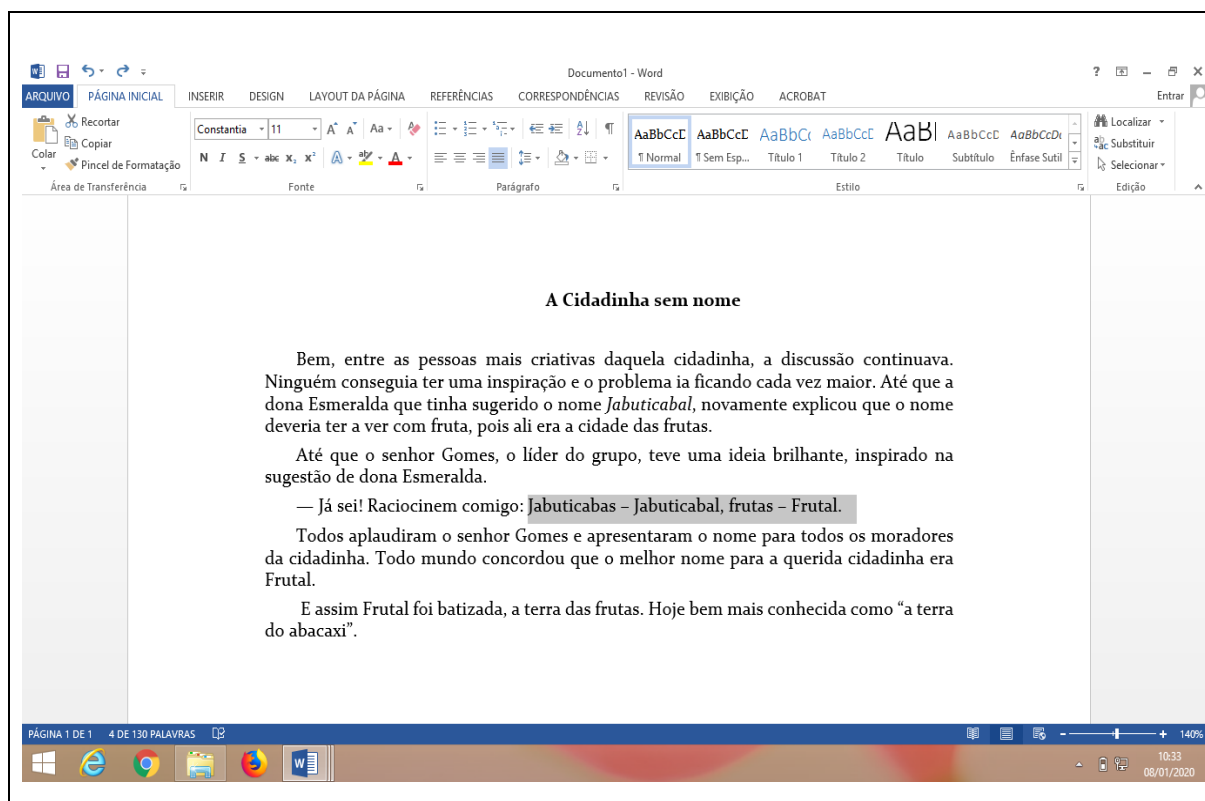 Documento1 - Word
?
ARQUIVO PÁGINA INICIAL INSERIR DESIGN LAYOUT DA PÁGINA REFERÊNCIAS CORRESPONDÊNCIAS REVISÃO EXIBIÇÃO ACROBAT Entrar
Colar
Recortar
Copiar
Pincel de Formatação
Área de Transferência
Constantia 11 A A Aa
N I S abc X₂ X² A aby A
Fonte
Parágrafo
AaBbCcD AaBbCcD AaBbCc AaBbCcD AaBl AaBbCcD AaBbCcDc
¶ Normal ¶ Sem Esp... Título 1 Título 2 Título Subtítulo Ênfase Sutil
Estilo
Localizar
Substituir
Selecionar
Edição
A Cidadinha sem nome
Bem, entre as pessoas mais criativas daquela cidadinha, a discussão continuava.
Ninguém conseguia ter uma inspiração e o problema ia ficando cada vez maior. Até que a
dona Esmeralda que tinha sugerido o nome Jabuticabal, novamente explicou que o nome
deveria ter a ver com fruta, pois ali era a cidade das frutas.
Até que o senhor Gomes, o líder do grupo, teve uma ideia brilhante, inspirado na
sugestão de dona Esmeralda.
— Já sei! Raciocinem comigo: Jabuticabas – Jabuticabal, frutas – Frutal.
Todos aplaudiram o senhor Gomes e apresentaram o nome para todos os moradores
da cidadinha. Todo mundo concordou que o melhor nome para a querida cidadinha era
Frutal.
E assim Frutal foi batizada, a terra das frutas. Hoje bem mais conhecida como “a terra
do abacaxi”.
PÁGINA 1 DE 1 4 DE 130 PALAVRAS 140%
10:33
08/01/2020